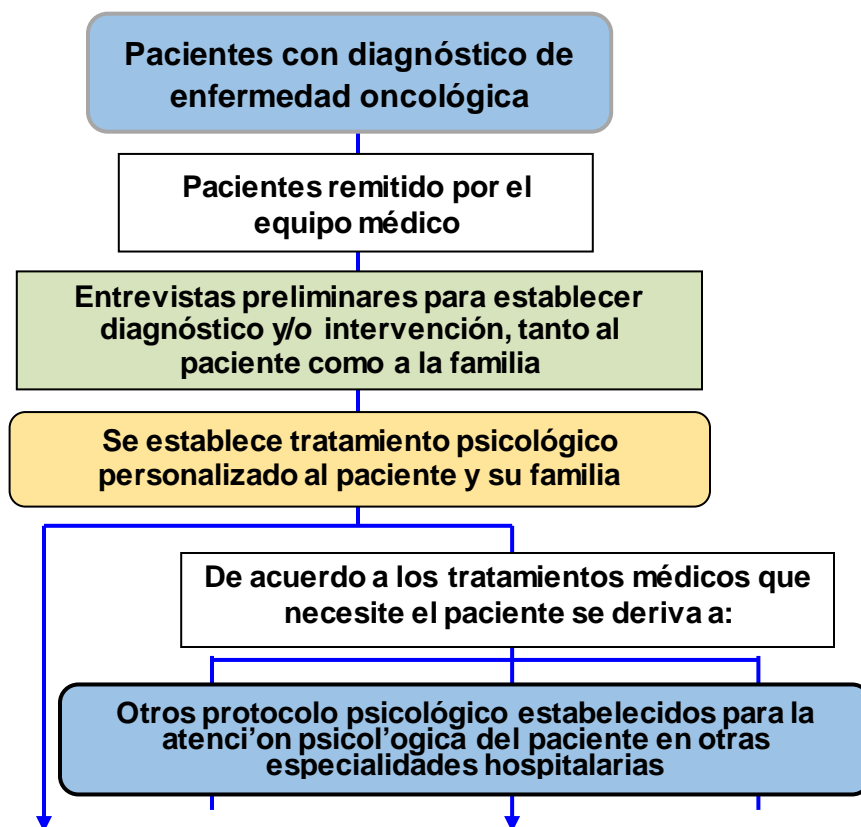 Pacientes con diagnóstico de
enfermedad oncológica
Pacientes remitido por el
equipo médico
Entrevistas preliminares para establecer
diagnóstico y/o intervención, tanto al
paciente como a la familia
Se establece tratamiento psicológico
personalizado al paciente y su familia
De acuerdo a los tratamientos médicos que
necesite el paciente se deriva a:
Otros protocolo psicológico estabelecidos para la
atenci'on psicol'ogica del paciente en otras
especialidades hospitalarias